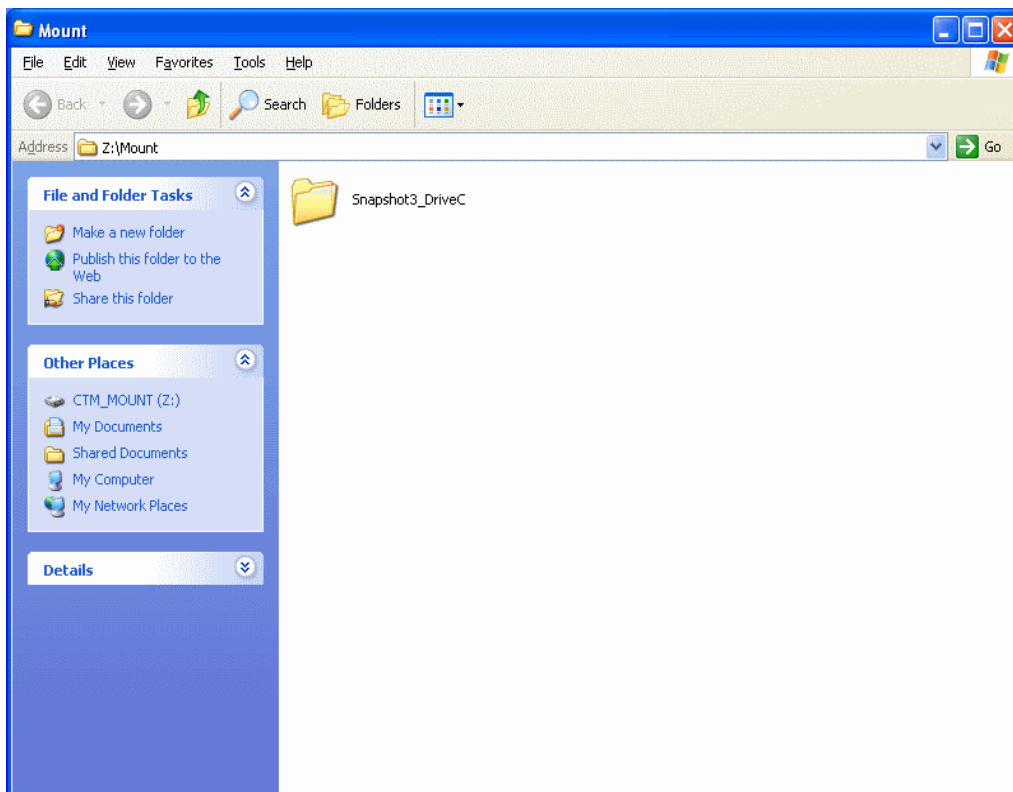 Mount
File Edit View Favorites Tools Help
Back Search Folders
Address Z:\Mount Go
File and Folder Tasks
Make a new folder
Publish this folder to the
Web
Share this folder
Other Places
CTM_MOUNT (Z:)
My Documents
Shared Documents
My Computer
My Network Places
Details
Snapshot3_DriveC